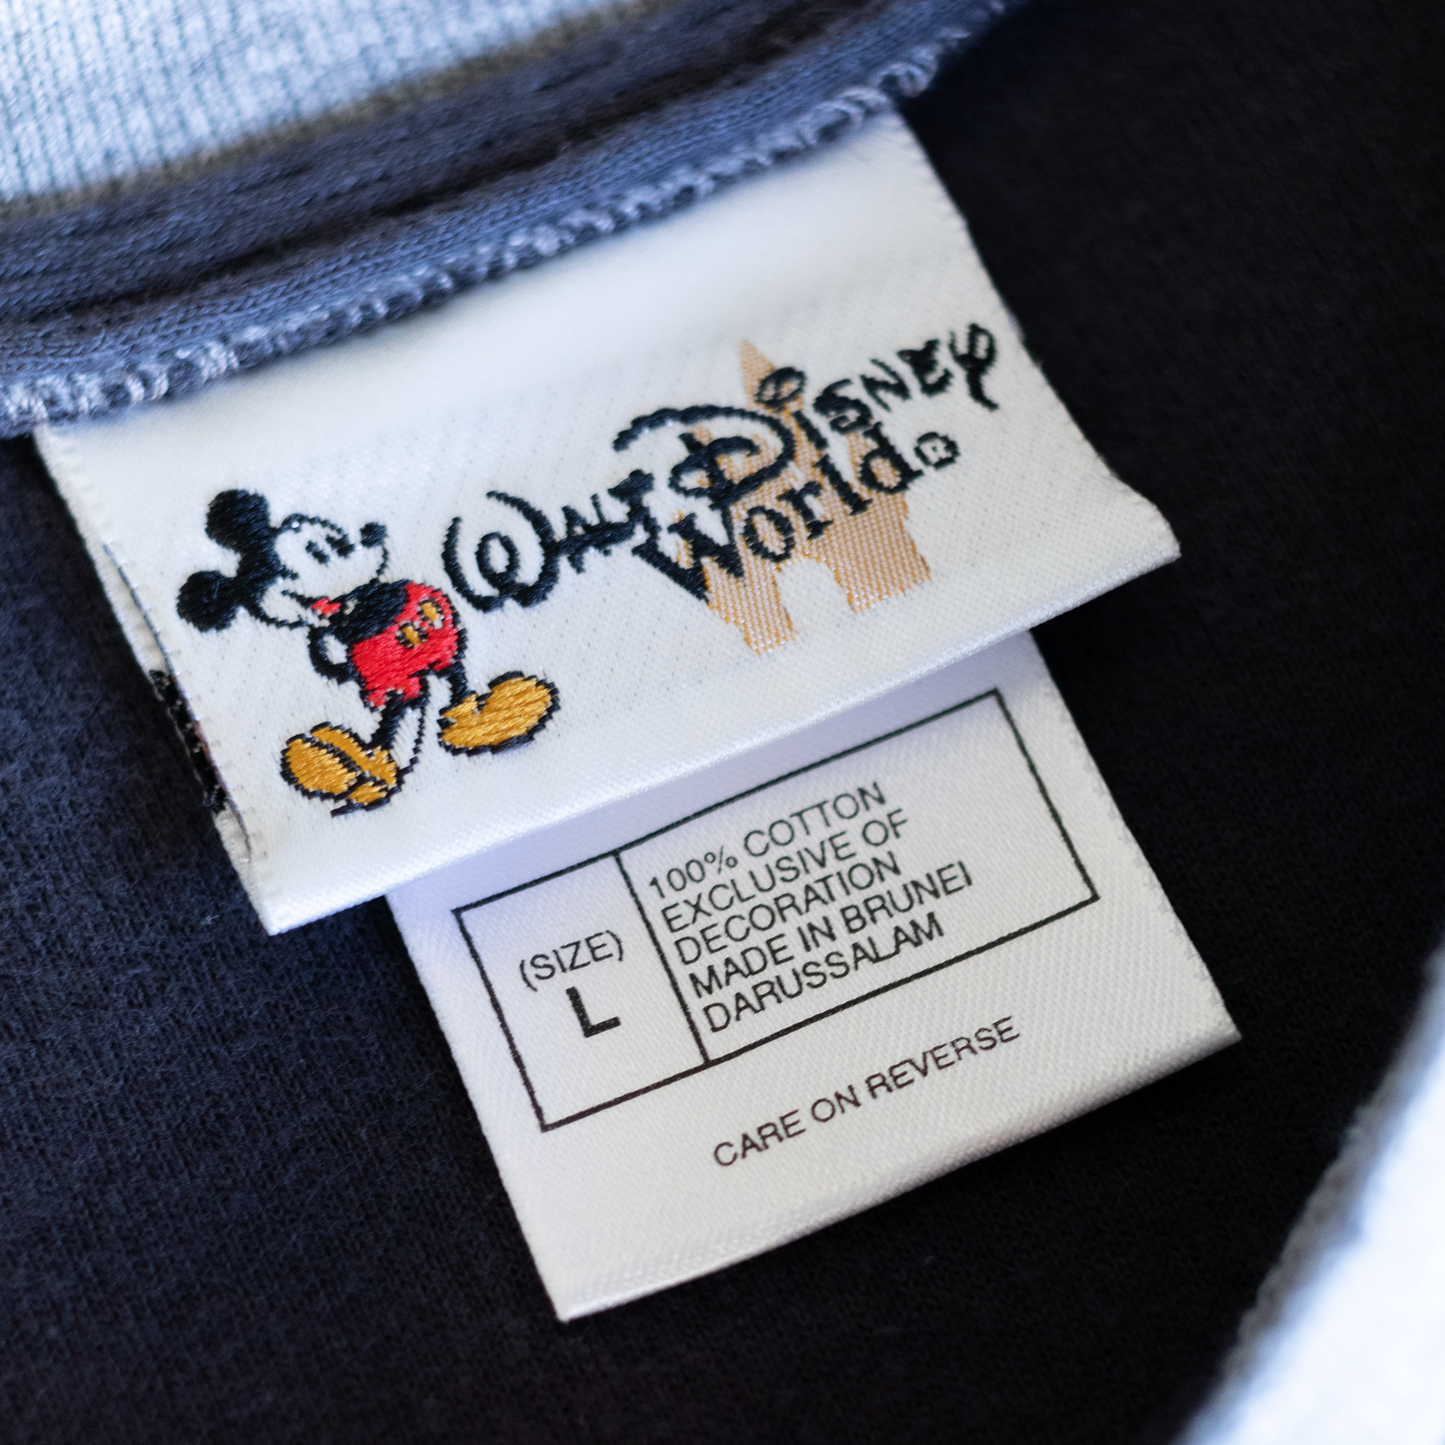 Walt Disney
World®
(SIZE)
L
100% COTTON
EXCLUSIVE OF
DECORATION
MADE IN BRUNEI
DARUSSALAM
CARE ON REVERSE